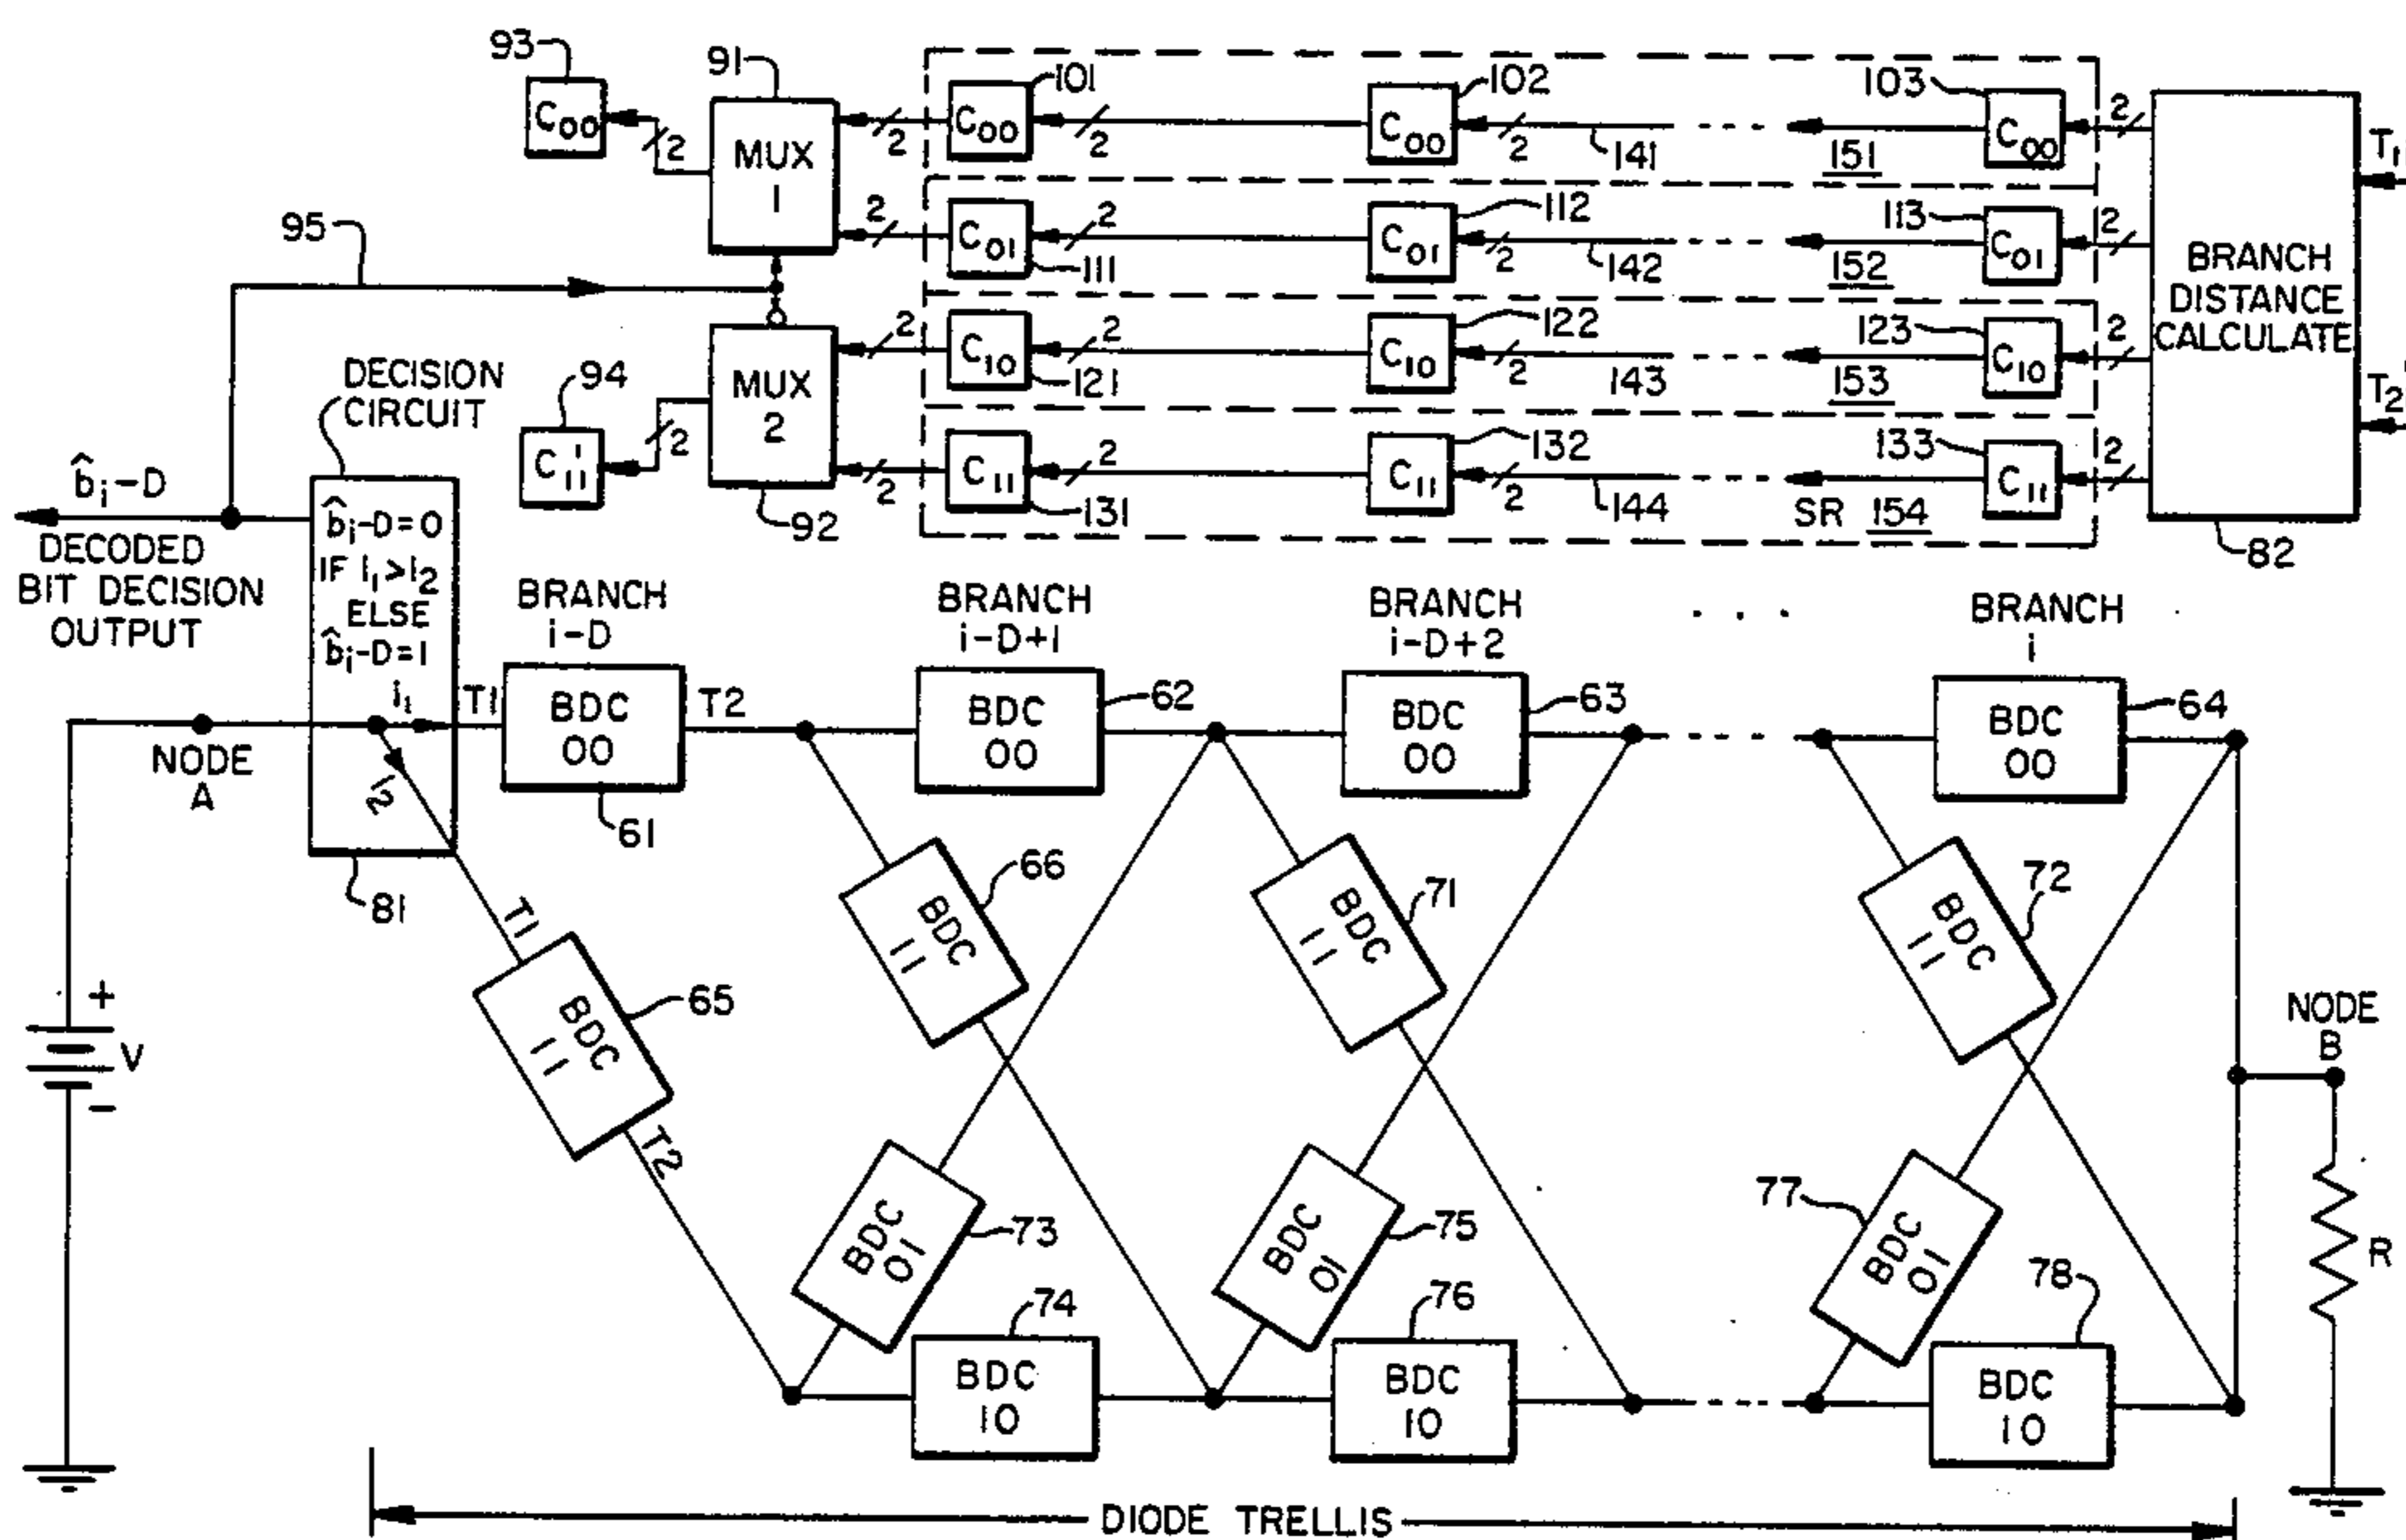 93
C00
2
91
MUX
1
2
101
C00
2
102
C00
2
141
151
103
C00
2
T1
2
C01
111
2
112
C01
2
142
152
113
C01
2
BRANCH
DISTANCE
CALCULATE
82
95
DECISION
CIRCUIT
94
C'11
2
MUX
2
92
2
C10
121
2
122
C10
2
143
153
123
C10
2
T2
2
C11
131
2
132
C11
2
144
SR 154
133
C11
2
b̂i-D
DECODED
BIT DECISION
OUTPUT
b̂i-D=0
IF i1>i2
ELSE
b̂i-D=1
i1
i2
81
BRANCH
i-D
BRANCH
i-D+1
BRANCH
i-D+2
. . .
BRANCH
i
NODE
A
T1
BDC
00
61
T2
BDC
00
62
BDC
00
63
BDC
00
64
T1
BDC
11
65
T2
BDC
11
66
BDC
11
71
BDC
11
72
+
V
-
NODE
B
BDC
01
73
BDC
01
75
BDC
01
77
BDC
10
74
BDC
10
76
BDC
10
78
R
DIODE TRELLIS